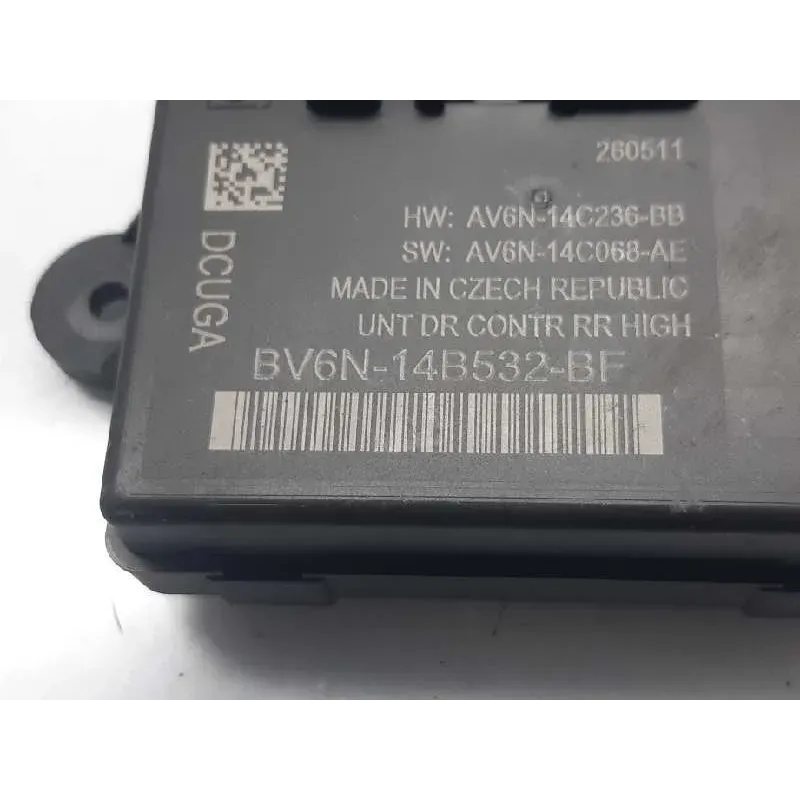 260511
HW: AV6N-14C236-BB
SW: AV6N-14C068-AE
MADE IN CZECH REPUBLIC
UNT DR CONTR RR HIGH
BV6N-14B532-BF
DCUGA